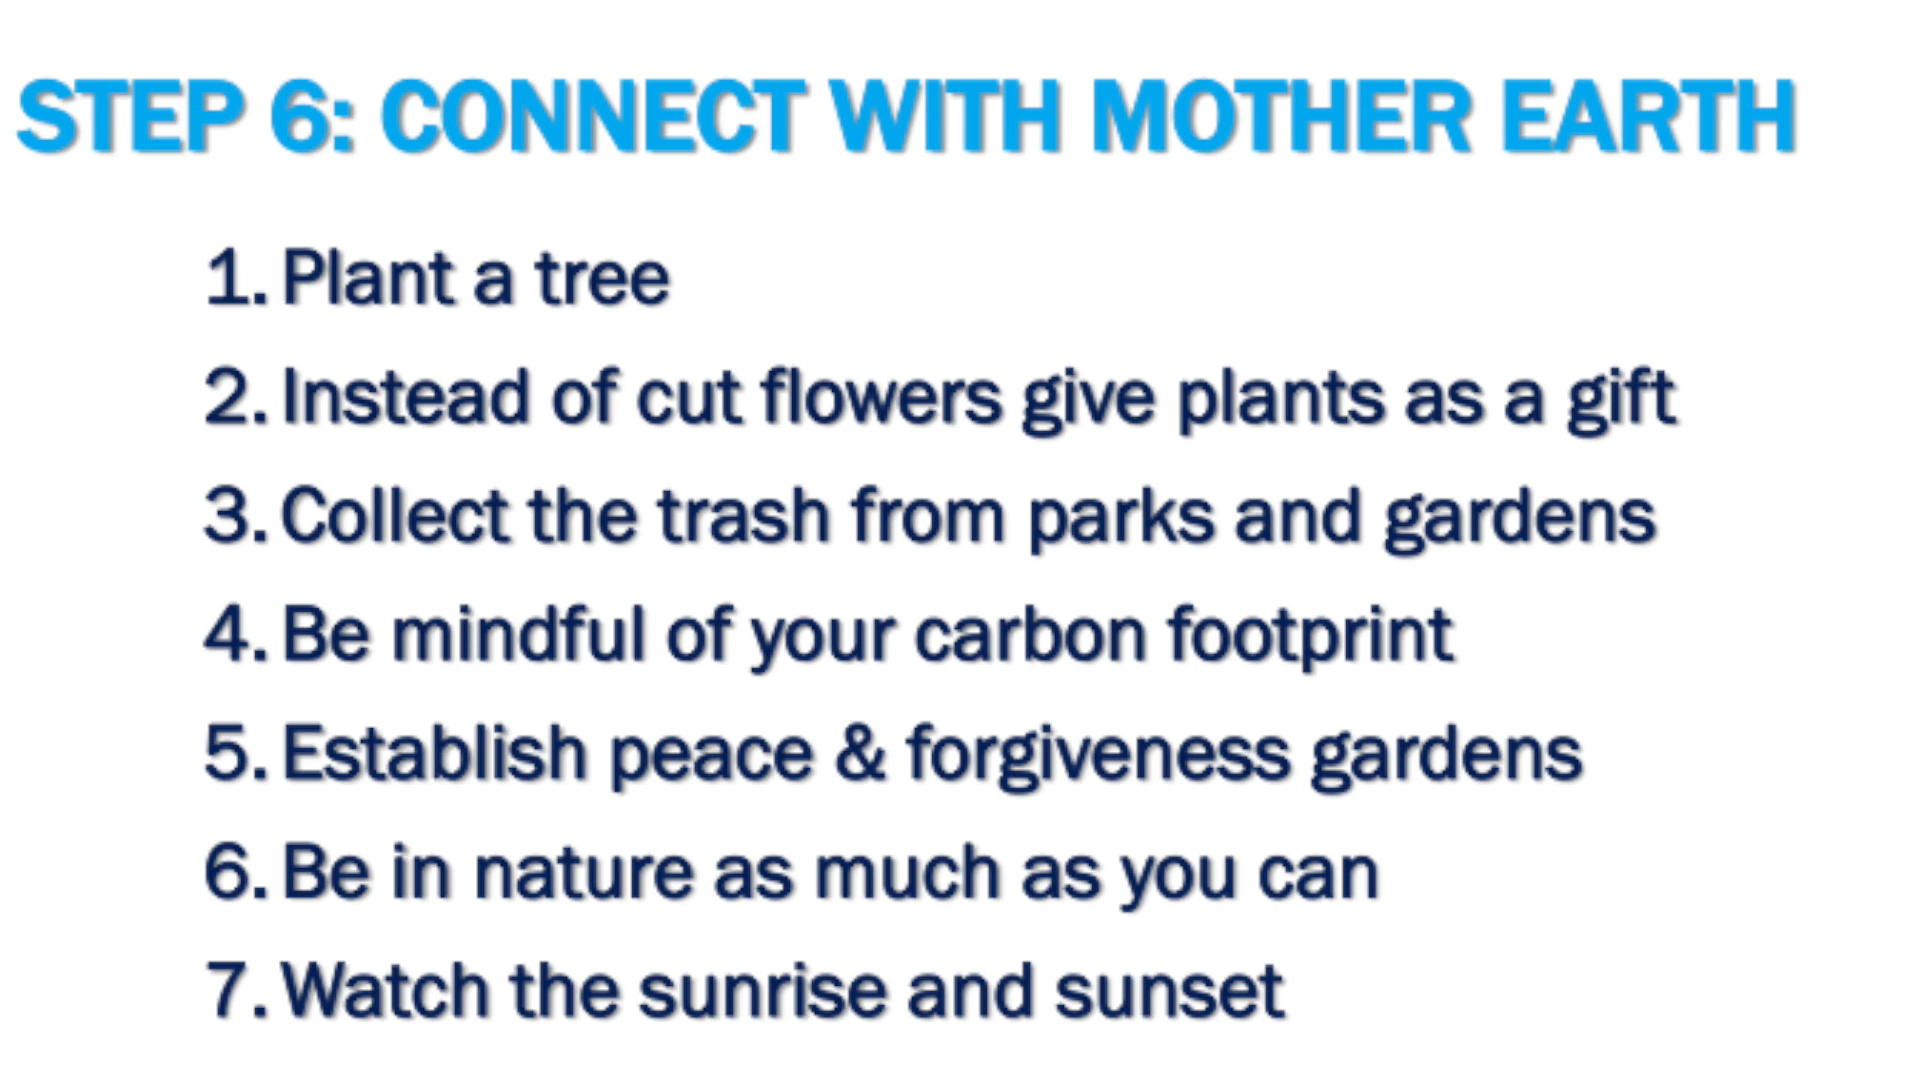 STEP 6: CONNECT WITH MOTHER EARTH
1. Plant a tree
2. Instead of cut flowers give plants as a gift
3. Collect the trash from parks and gardens
4. Be mindful of your carbon footprint
5. Establish peace & forgiveness gardens
6. Be in nature as much as you can
7. Watch the sunrise and sunset